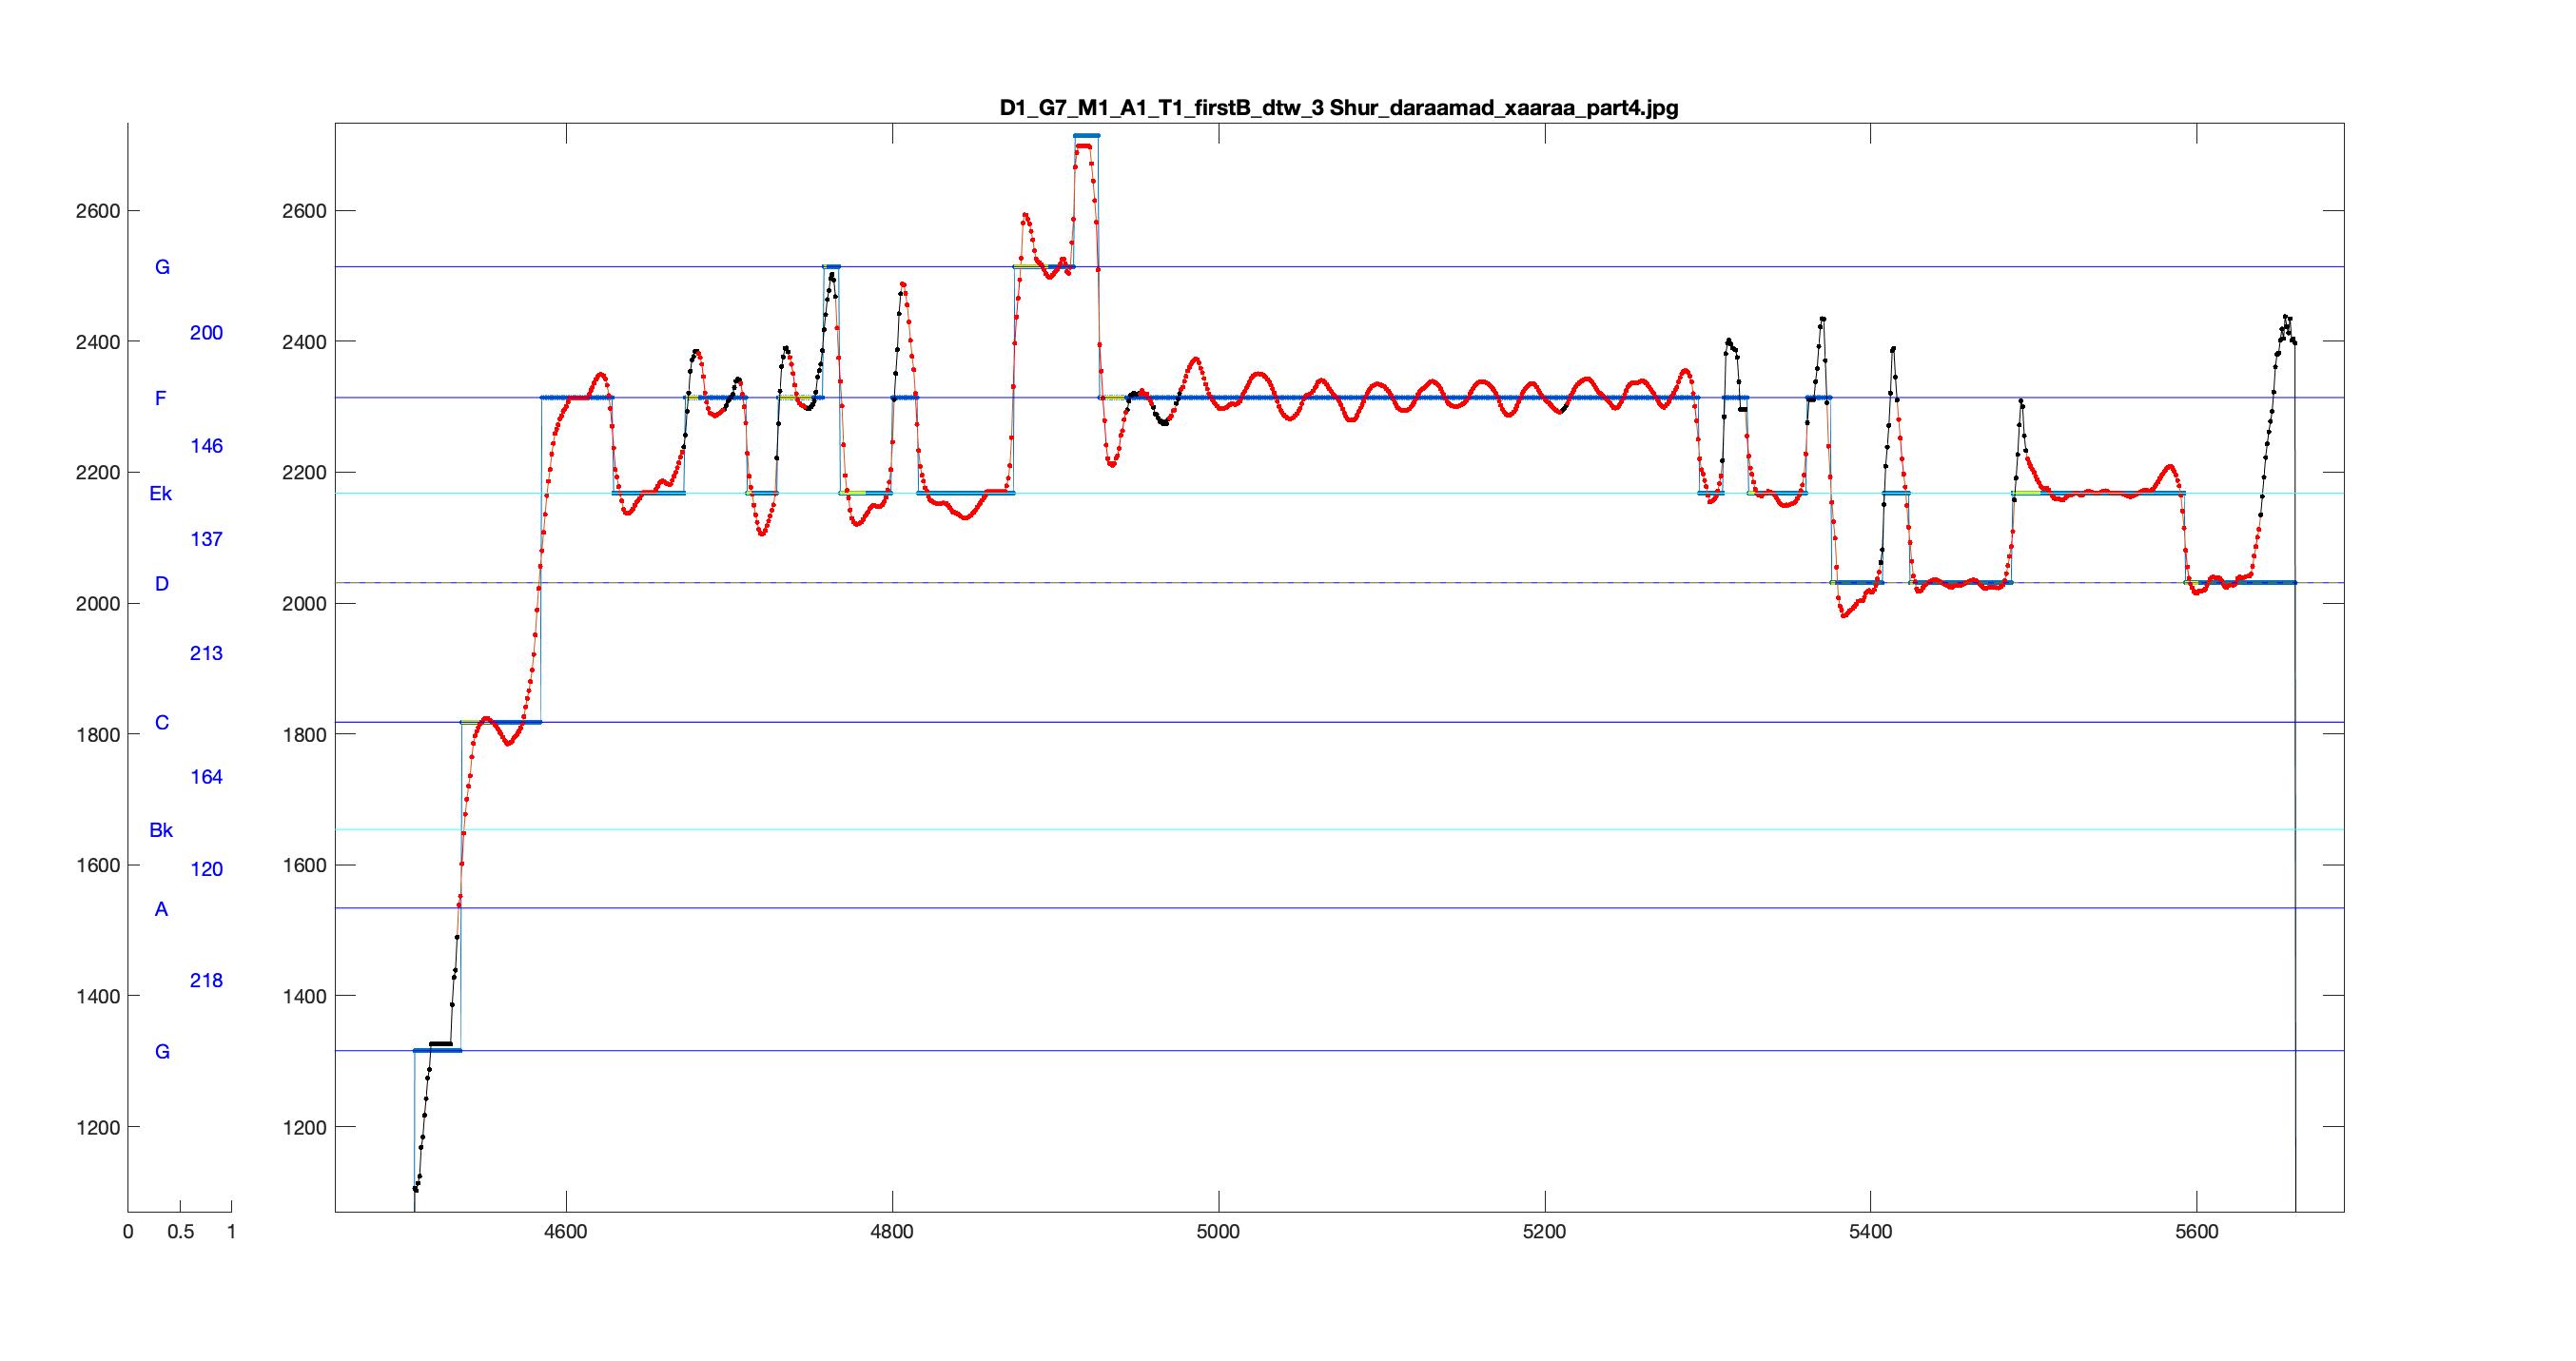 D1_G7_M1_A1_T1_firstB_dtw_3 Shur_daraamad_xaaraa_part4.jpg
2600 2600
G
200
2400 2400
F
146
2200 2200
Ek
137
D
2000 2000
213
C
1800 1800
164
Bk
1600 120 1600
A
218
1400 1400
G
1200 1200
0 0.5 1 4600 4800 5000 5200 5400 5600